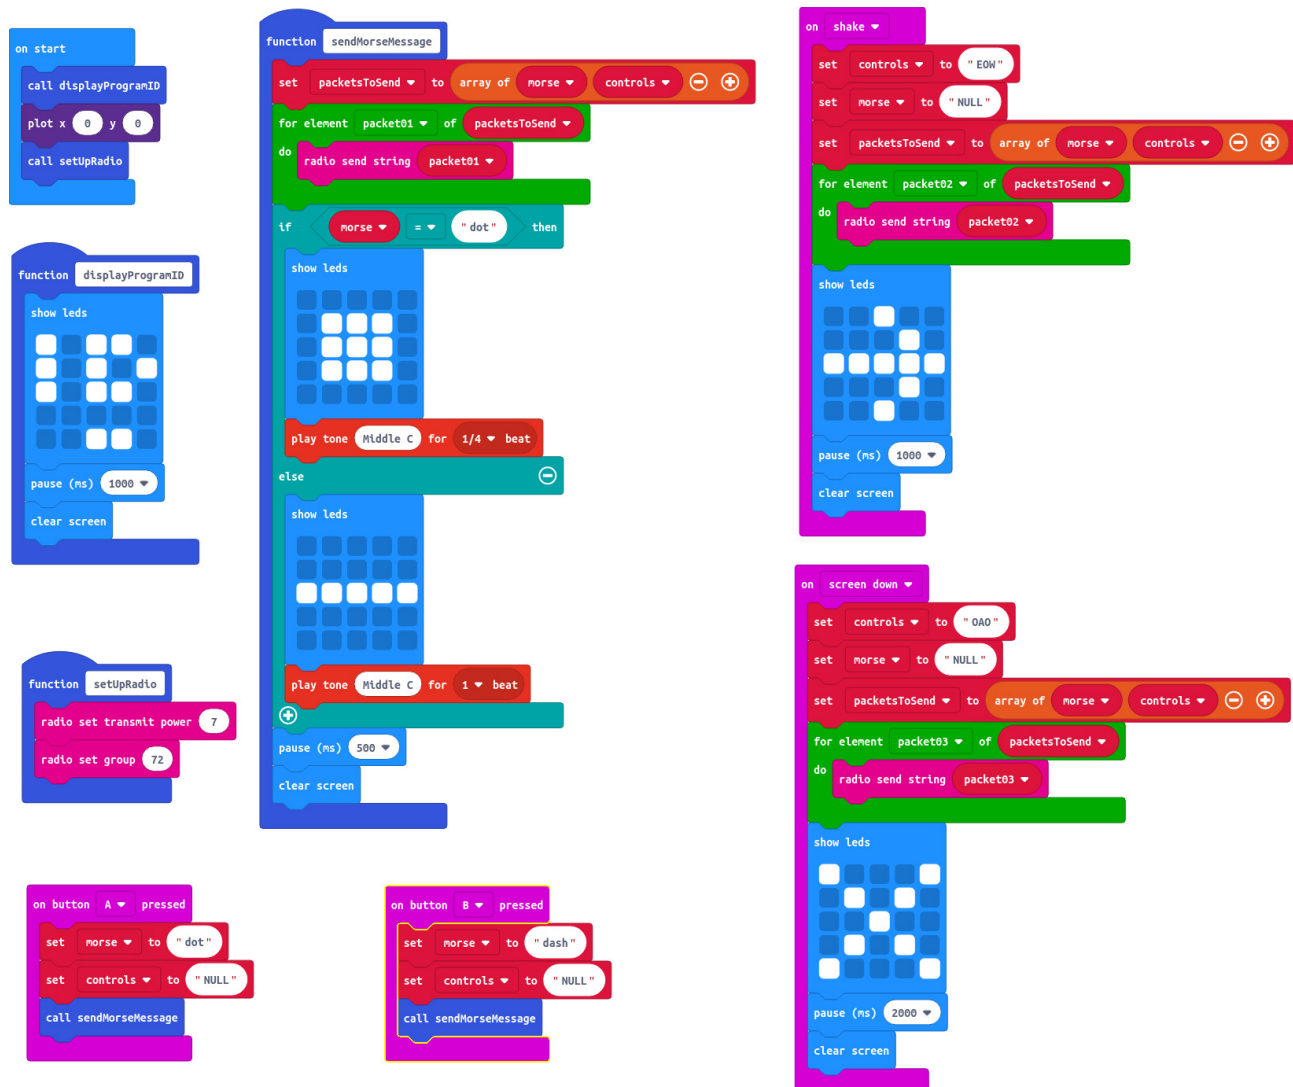 on start
call displayProgramID
plot x 0 y 0
call setUpRadio
function displayProgramID
show leds
pause (ms) 1000
clear screen
function setUpRadio
radio set transmit power 7
radio set group 72
function sendMorseMessage
set packetsToSend to array of morse controls
for element packet01 of packetsToSend
do radio send string packet01
if morse = "dot" then
show leds
play tone Middle C for 1/4 beat
else
show leds
play tone Middle C for 1 beat
pause (ms) 500
clear screen
on button A pressed
set morse to "dot"
set controls to "NULL"
call sendMorseMessage
on button B pressed
set morse to "dash"
set controls to "NULL"
call sendMorseMessage
on shake
set controls to "EOW"
set morse to "NULL"
set packetsToSend to array of morse controls
for element packet02 of packetsToSend
do radio send string packet02
show leds
pause (ms) 1000
clear screen
on screen down
set controls to "OAO"
set morse to "NULL"
set packetsToSend to array of morse controls
for element packet03 of packetsToSend
do radio send string packet03
show leds
pause (ms) 2000
clear screen